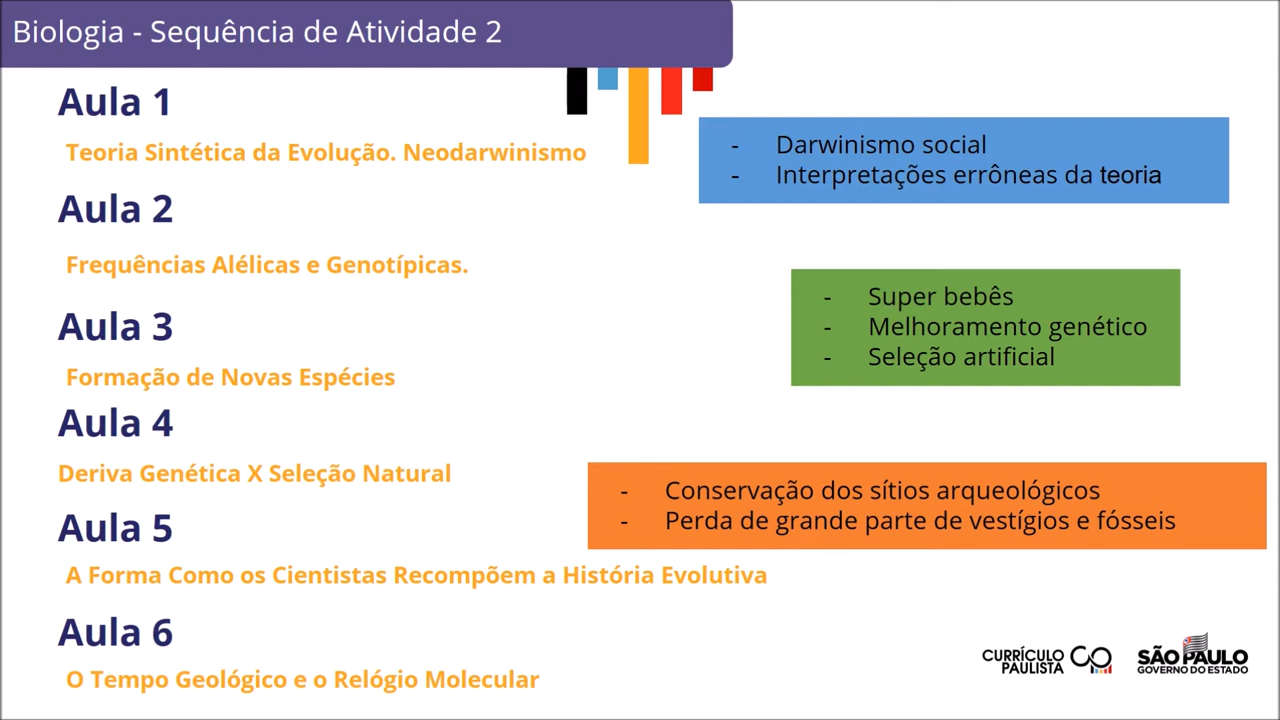 Biologia - Sequência de Atividade 2
Aula 1
Teoria Sintética da Evolução. Neodarwinismo
- Darwinismo social
- Interpretações errôneas da teoria
Aula 2
Frequências Alélicas e Genotípicas.
- Super bebês
- Melhoramento genético
- Seleção artificial
Aula 3
Formação de Novas Espécies
Aula 4
Deriva Genética X Seleção Natural
- Conservação dos sítios arqueológicos
- Perda de grande parte de vestígios e fósseis
Aula 5
A Forma Como os Cientistas Recompõem a História Evolutiva
Aula 6
O Tempo Geológico e o Relógio Molecular
CURRÍCULO
PAULISTA
SÃO PAULO
GOVERNO DO ESTADO